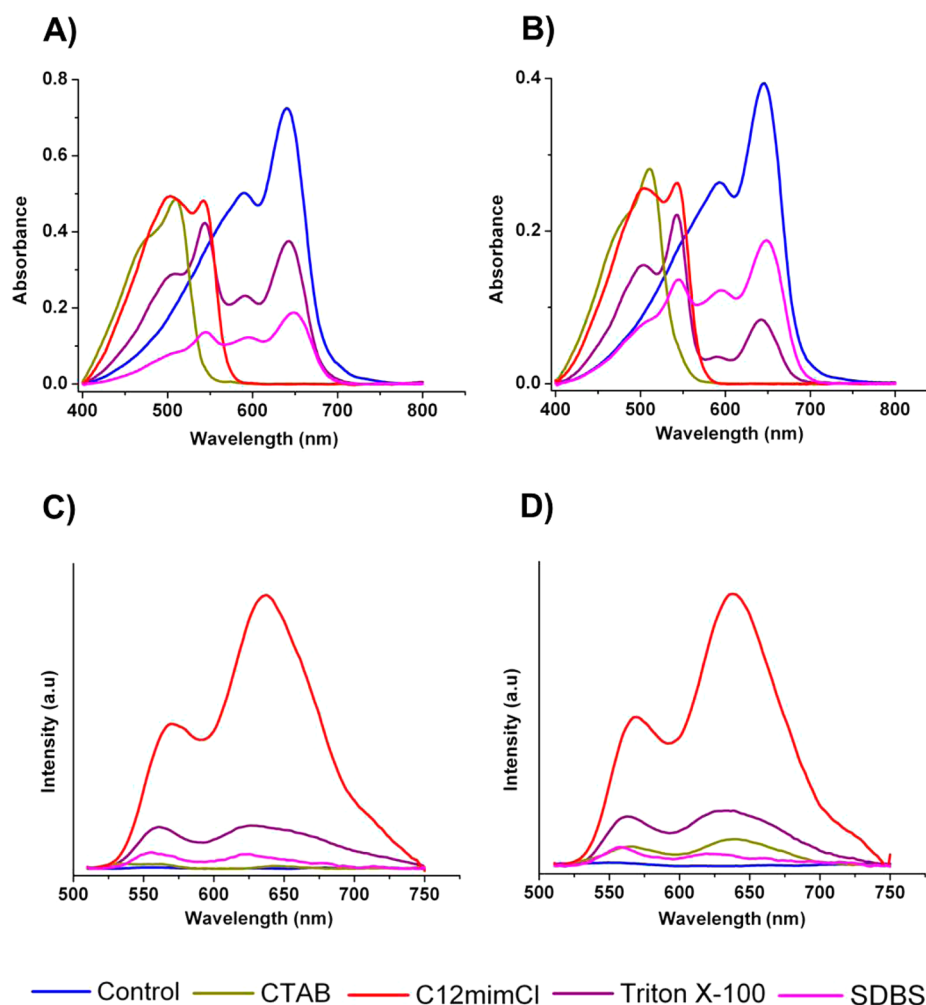 A)
B)
0.8
0.6
0.4
0.2
0.0
Absorbance
400 500 600 700 800
Wavelength (nm)
0.4
0.2
0.0
Absorbance
400 500 600 700 800
Wavelength (nm)
C)
D)
Intensity (a.u)
500 550 600 650 700 750
Wavelength (nm)
Intensity (a.u)
500 550 600 650 700 750
Wavelength (nm)
Control CTAB C12mimCl Triton X-100 SDBS